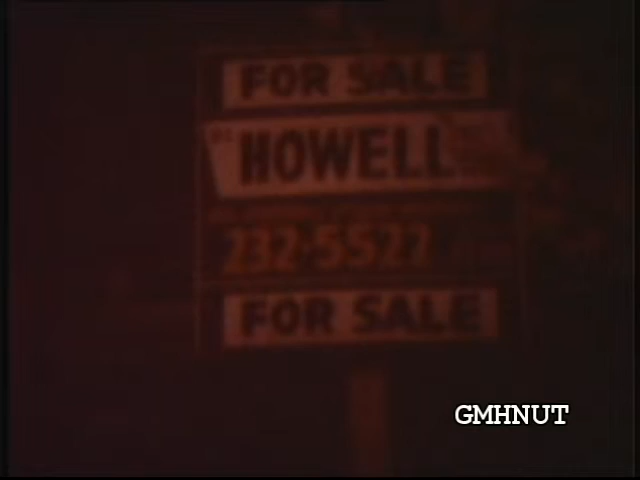 FOR SALE
HOWELL
232-5522
FOR SALE
GMHNUT